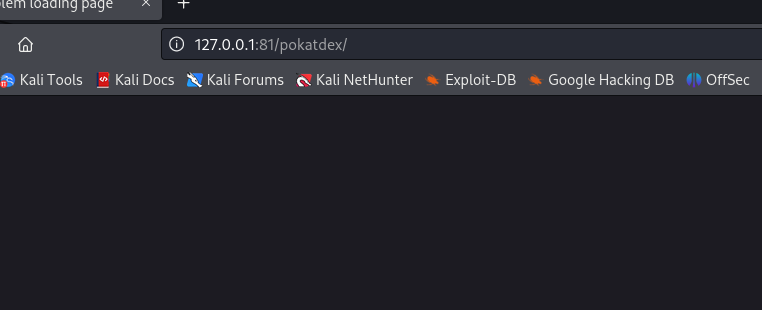 lem loading page
127.0.0.1:81/pokatdex/
Kali Tools Kali Docs Kali Forums Kali NetHunter Exploit-DB Google Hacking DB OffSec